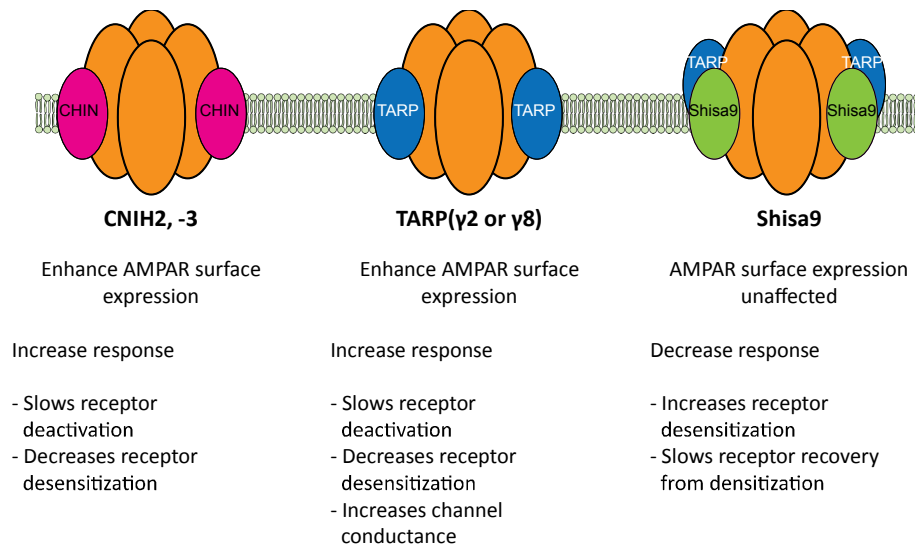 CHIN
CHIN
TARP
TARP
TARP
TARP
Shisa9
Shisa9
CNIH2, -3
Enhance AMPAR surface
expression
Increase response
- Slows receptor
deactivation
- Decreases receptor
desensitization
TARP(γ2 or γ8)
Enhance AMPAR surface
expression
Increase response
- Slows receptor
deactivation
- Decreases receptor
desensitization
- Increases channel
conductance
Shisa9
AMPAR surface expression
unaffected
Decrease response
- Increases receptor
desensitization
- Slows receptor recovery
from densitization